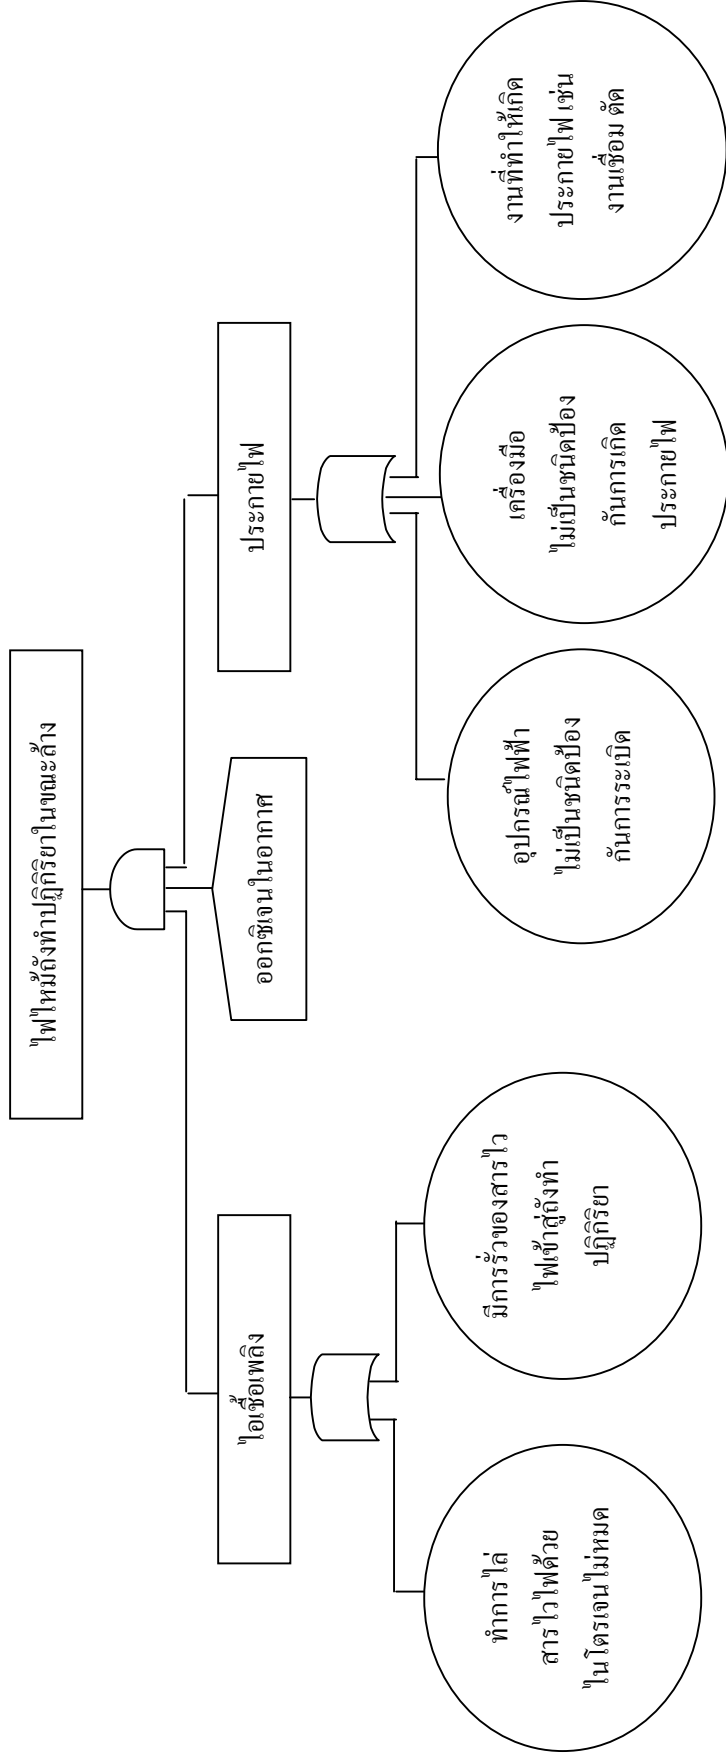 ไฟไหม้ถังทำปฏิกิริยาในขณะล้าง
ไอเชื้อเพลิง
ออกซิเจนในอากาศ
ประกายไฟ
ทำการไล่
สารไวไฟด้วย
ไนโตรเจนไม่หมด
มีการรั่วของสารไว
ไฟเข้าสู่ถังทำ
ปฏิกิริยา
อุปกรณ์ไฟฟ้า
ไม่เป็นชนิดป้อง
กันการระเบิด
เครื่องมือ
ไม่เป็นชนิดป้อง
กันการเกิด
ประกายไฟ
งานที่ทำให้เกิด
ประกายไฟ เช่น
งานเชื่อม ตัด